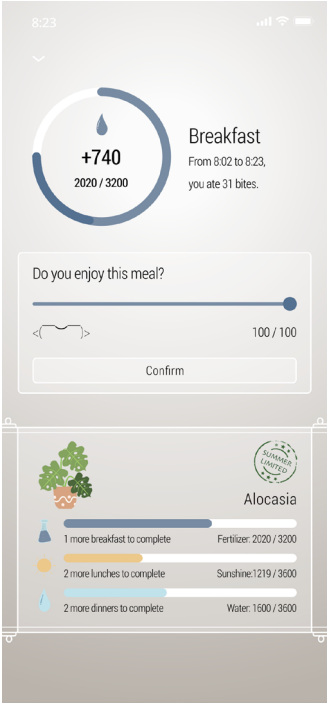 8:23
+740
2020 / 3200
Breakfast
From 8:02 to 8:23,
you ate 31 bites.
Do you enjoy this meal?
100 / 100
Confirm
SUMMER
LIMITED
Alocasia
1 more breakfast to complete
Fertilizer: 2020 / 3200
2 more lunches to complete
Sunshine:1219 / 3600
2 more dinners to complete
Water: 1600 / 3600